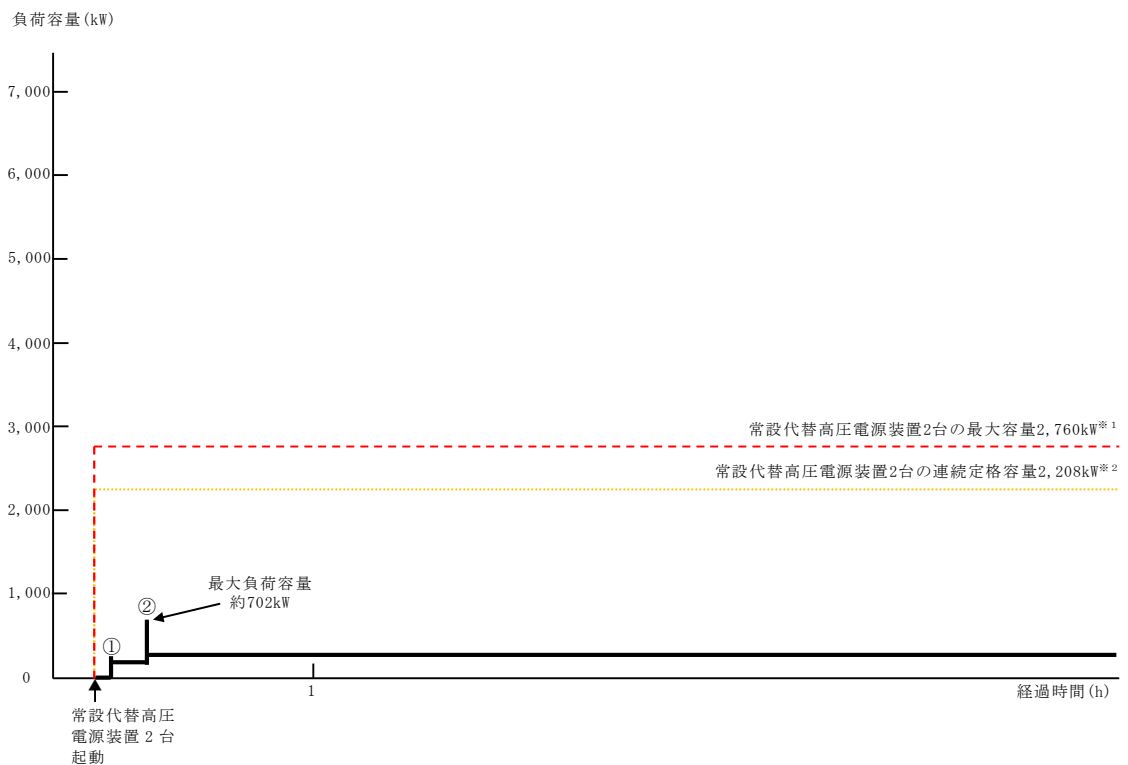 負荷容量(kW)
7,000
6,000
5,000
4,000
3,000
常設代替高圧電源装置2台の最大容量2,760kW※1
常設代替高圧電源装置2台の連続定格容量2,208kW※2
2,000
最大負荷容量
約702kW
1,000
②
①
0
1
経過時間(h)
常設代替高圧
電源装置2台
起動